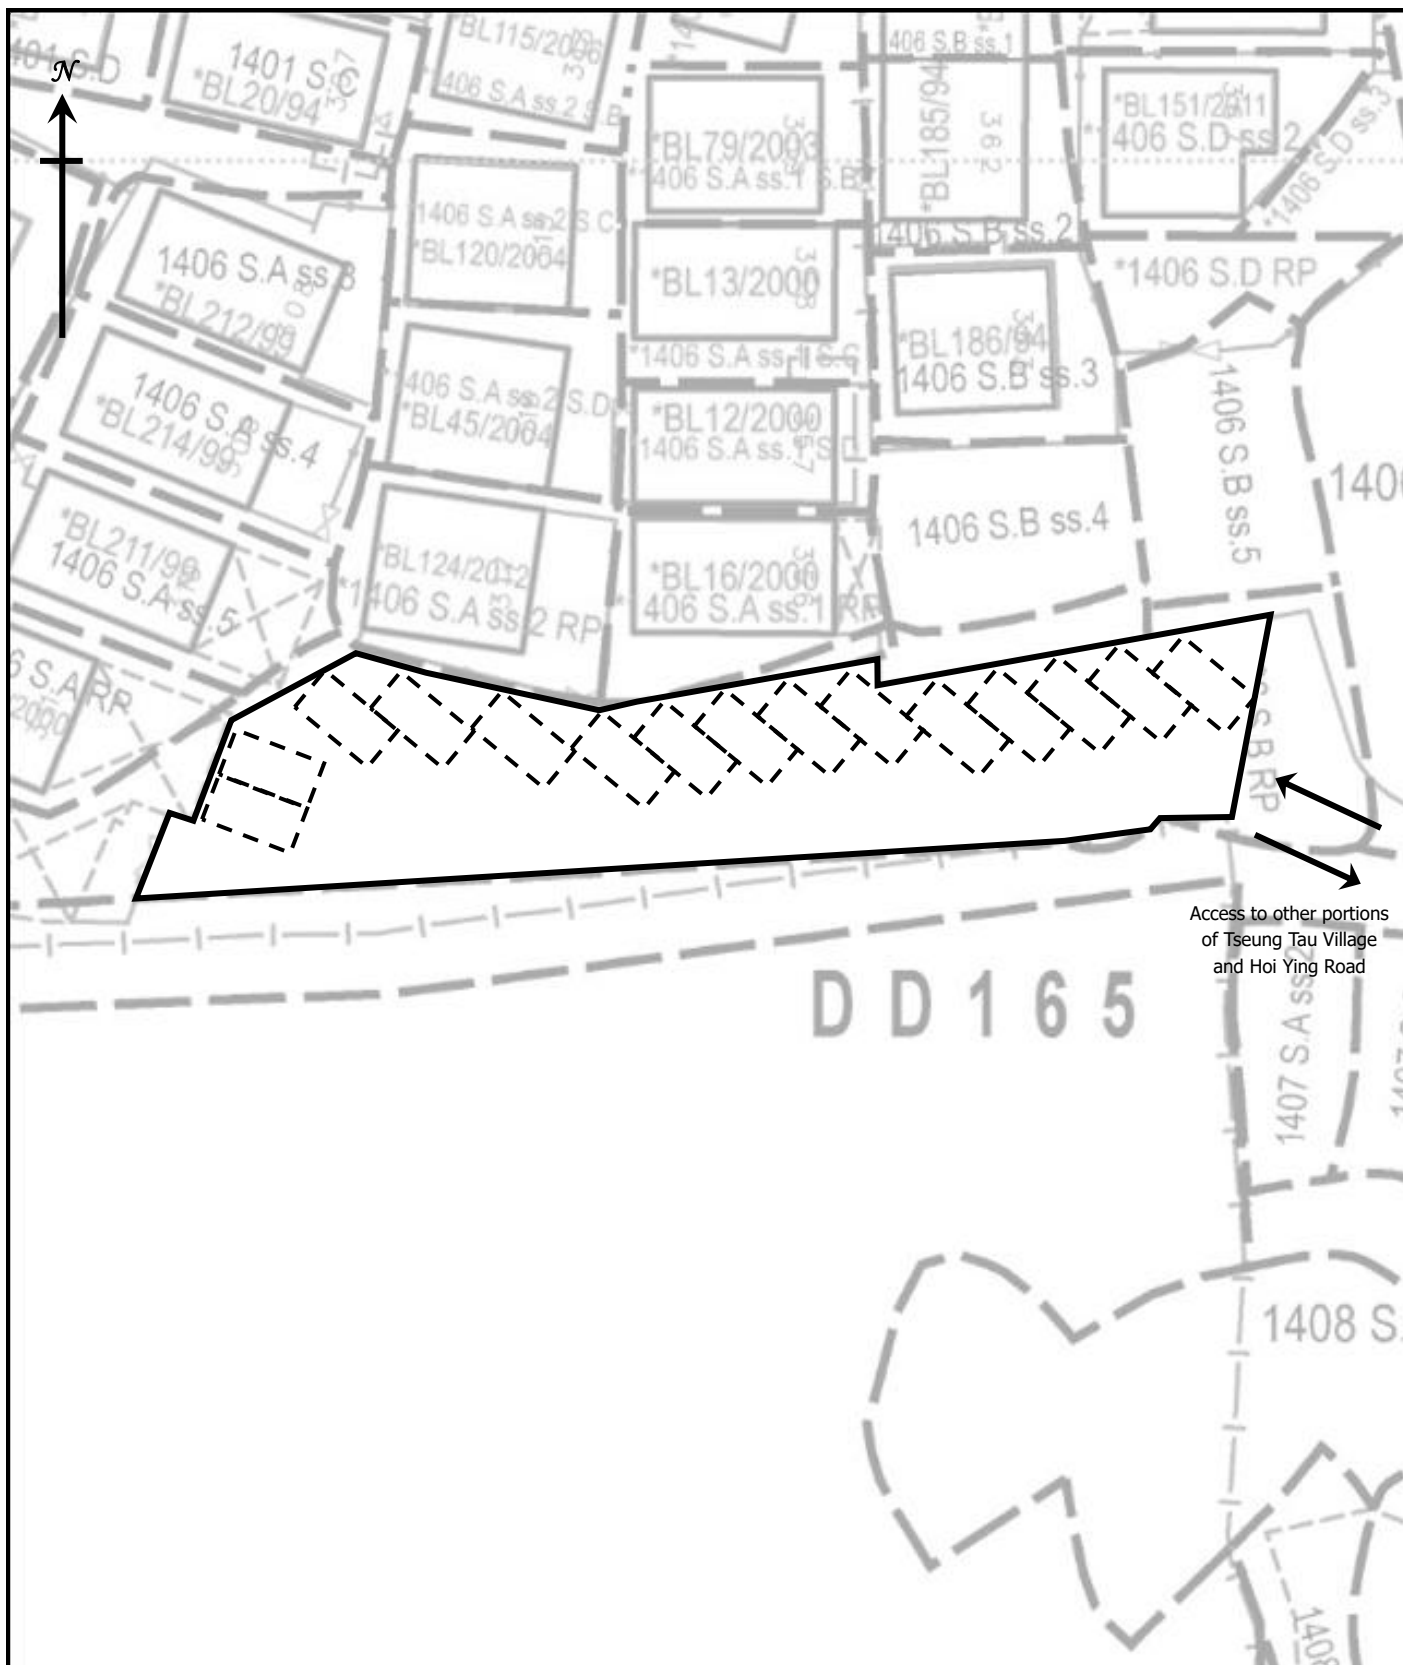 N
1401 S.C
*BL20/94
*BL115/2006
406 S.A ss.2 S.B
*BL79/2003
*1406 S.A ss.1 S.B
406 S.B ss.1
*BL185/94
362
*BL151/2011
406 S.D ss.2
*1406 S.D ss.3
1406 S.A ss.2 S.C
*BL120/2004
1406 S.A ss.3
*BL212/99
*BL13/2000
1406 S.B ss.2
*1406 S.D RP
*1406 S.A ss.1 S.C
*BL186/94
1406 S.B ss.3
1406 S.A ss.4
*BL214/99
406 S.A ss.2 S.D
*BL45/2004
*BL12/2000
1406 S.A ss.1 S.D
1406 S.B ss.5
1406 S.B ss.4
*BL211/99
1406 S.A ss.5
*BL124/2012
*1406 S.A ss.2 RP
*BL16/2000
406 S.A ss.1 RP
6 S.A RP
S.B RP
Access to other portions
of Tseung Tau Village
and Hoi Ying Road
DD165
1407 S.A ss.2
1408 S.
1408